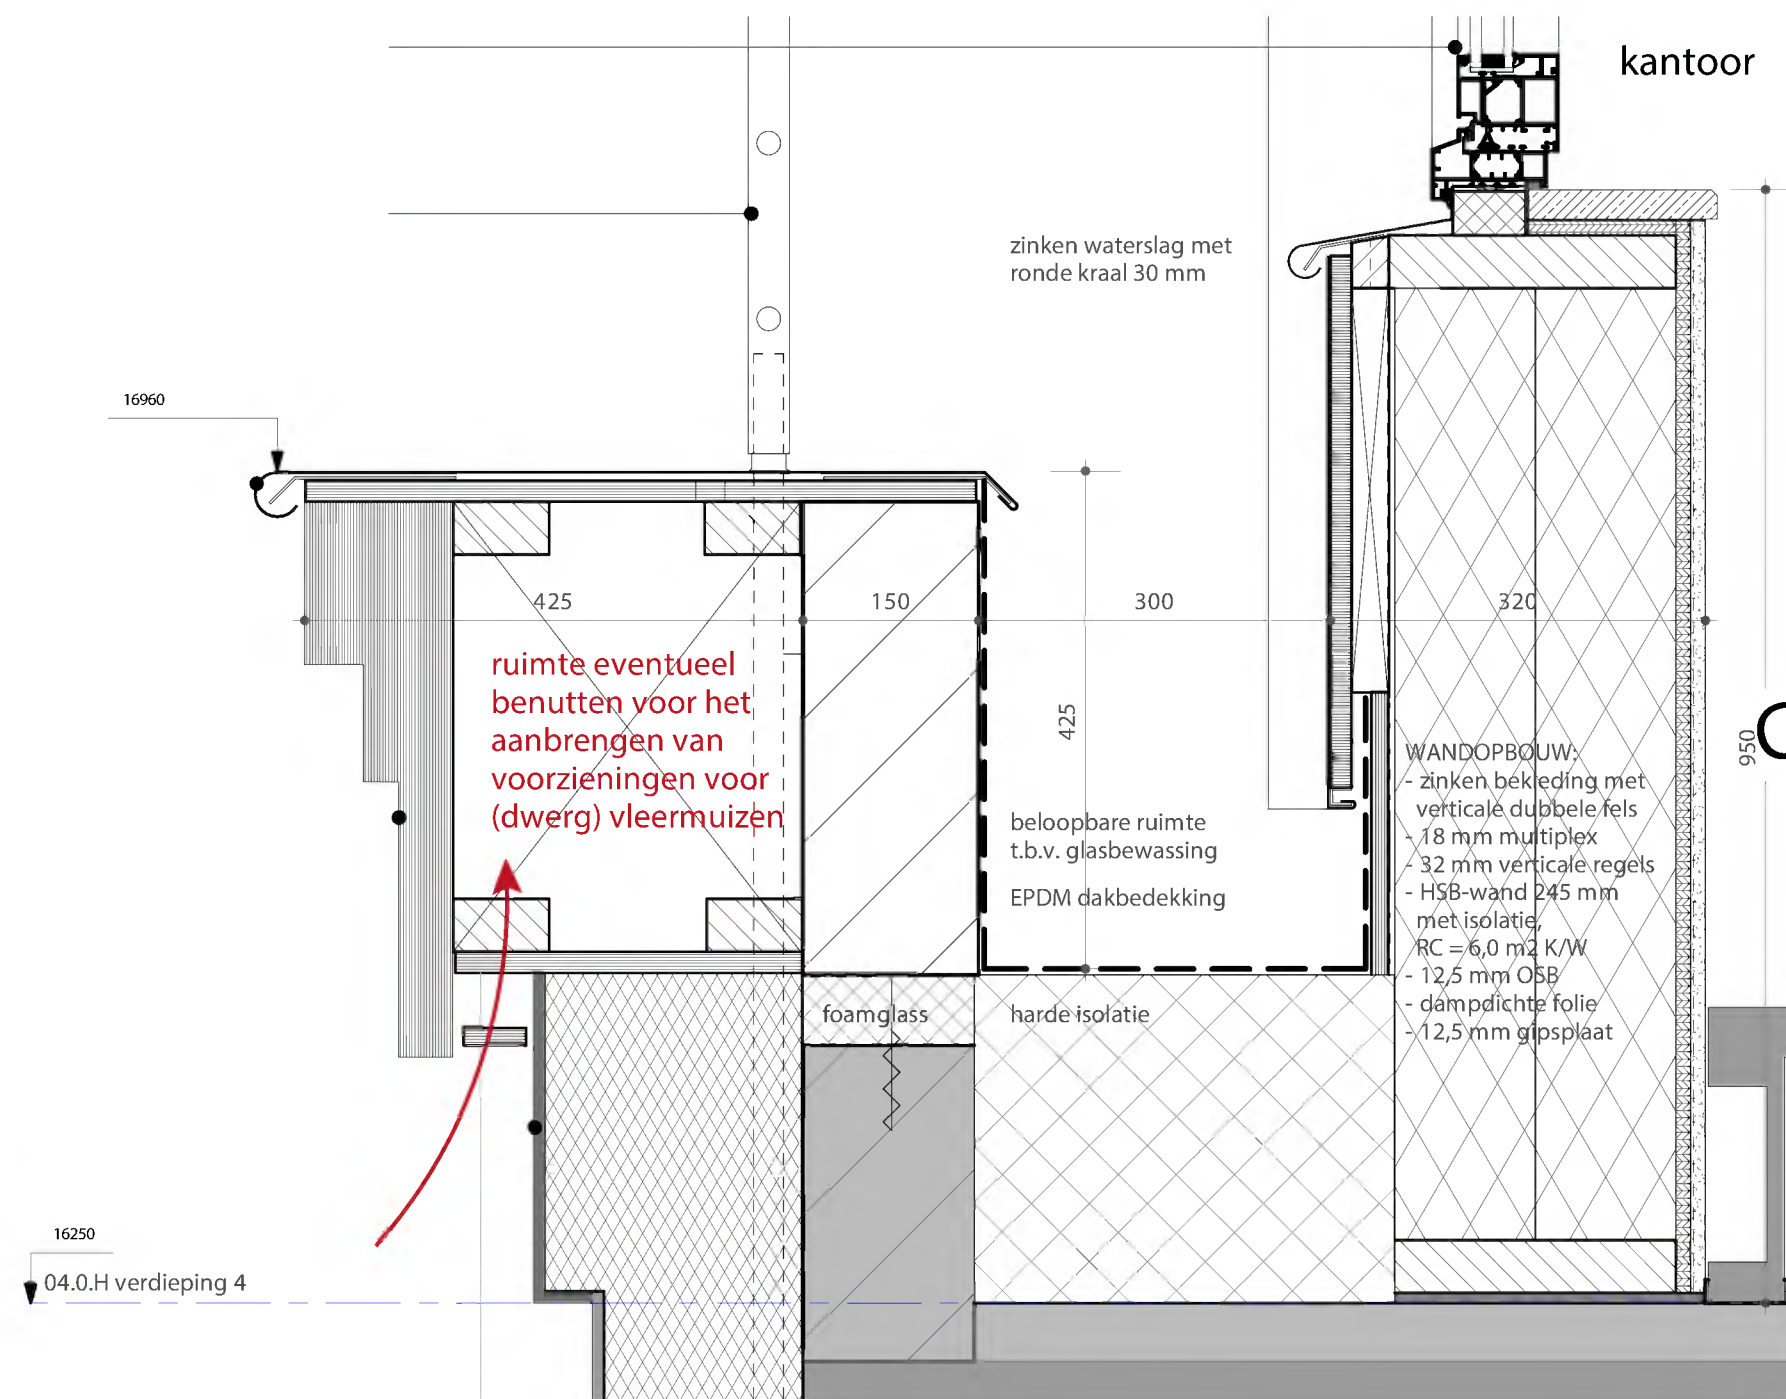 kantoor
zinken waterslag met
ronde kraal 30 mm
16960
425
150
300
320
ruimte eventueel
benutten voor het
aanbrengen van
voorzieningen voor
(dwerg) vleermuizen
425
950
WANDOPBOUW:
- zinken bekleding met
verticale dubbele fels
- 18 mm multiplex
- 32 mm verticale regels
- HSB-wand 245 mm
met isolatie,
RC = 6,0 m2 K/W
- 12,5 mm OSB
- dampdichte folie
- 12,5 mm gipsplaat
beloopbare ruimte
t.b.v. glasbewassing
EPDM dakbedekking
foamglass
harde isolatie
16250
04.0.H verdieping 4